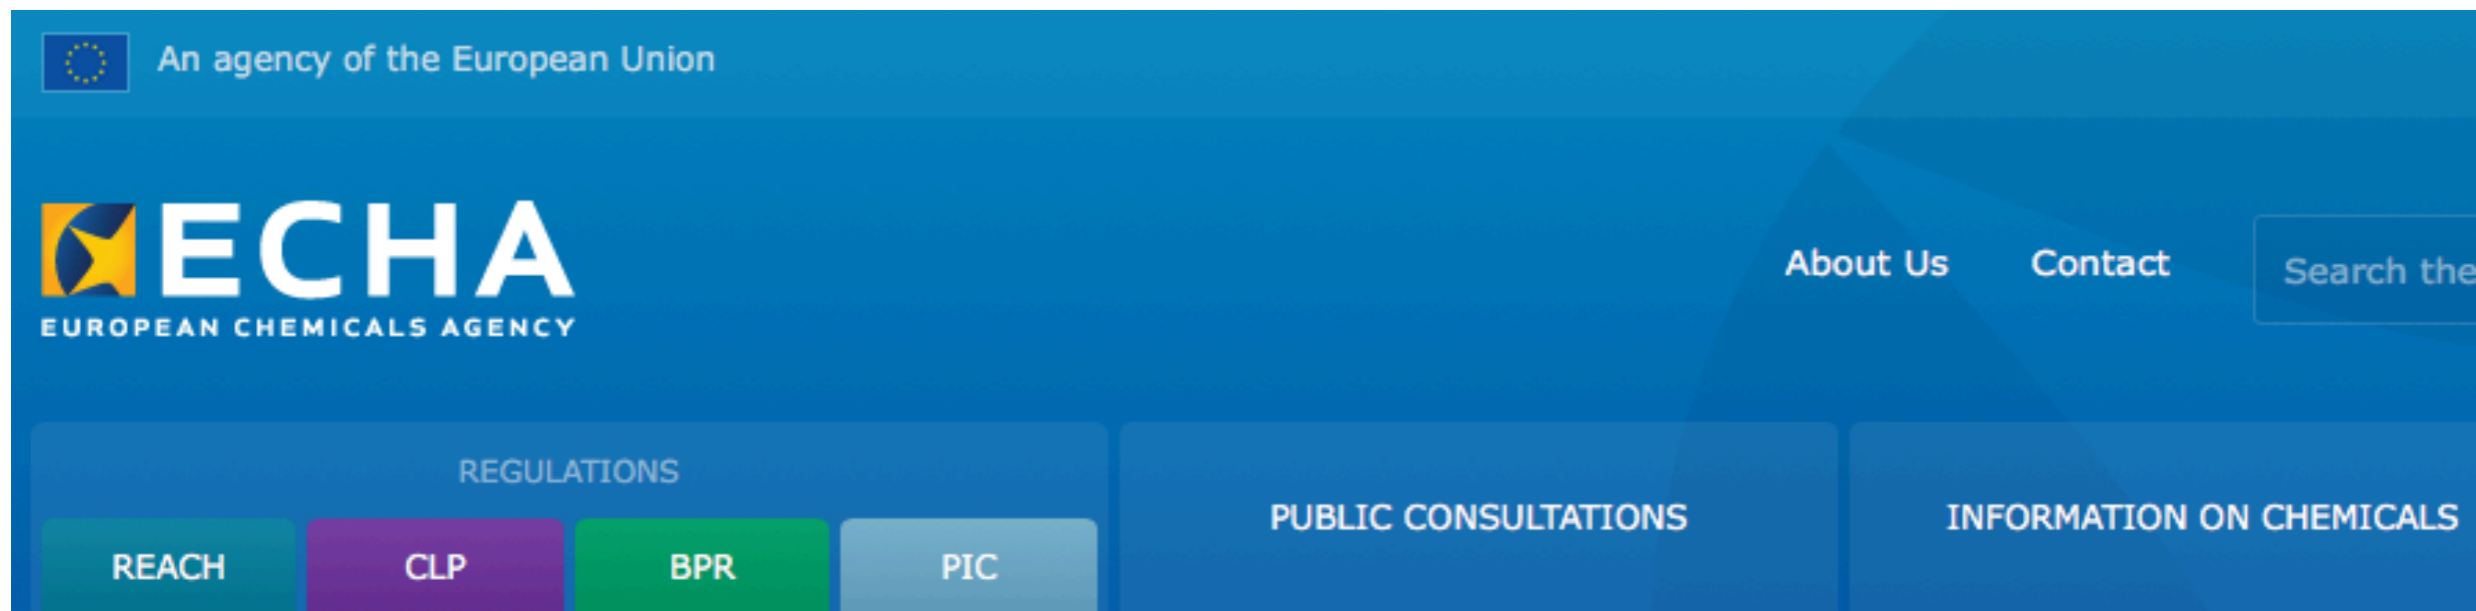 An agency of the European Union
ECHA
EUROPEAN CHEMICALS AGENCY
About Us
Contact
Search the
REGULATIONS
REACH
CLP
BPR
PIC
PUBLIC CONSULTATIONS
INFORMATION ON CHEMICALS